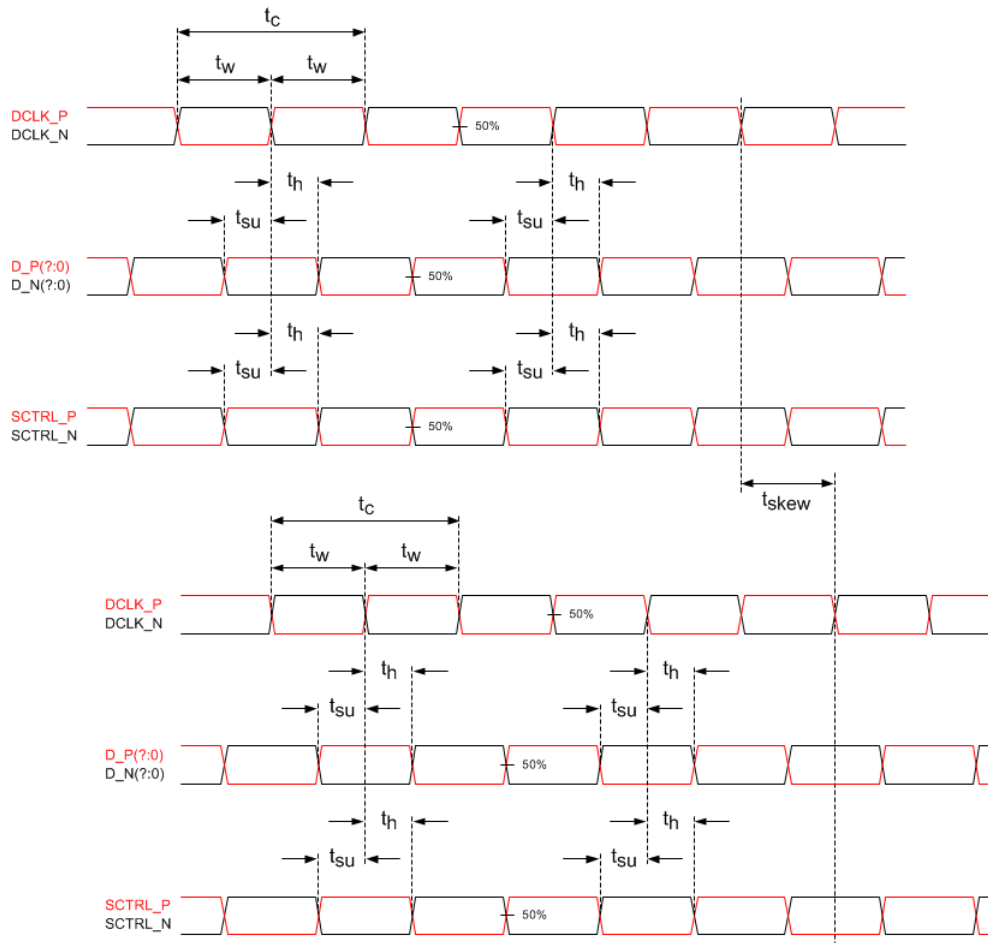 tc
tw tw
DCLK_P
DCLK_N
50%
th th
tsu tsu
D_P(?:0)
D_N(?:0)
50%
th th
tsu tsu
SCTRL_P
SCTRL_N
50%
tskew
tc
tw tw
DCLK_P
DCLK_N
50%
th th
tsu tsu
D_P(?:0)
D_N(?:0)
50%
th th
tsu tsu
SCTRL_P
SCTRL_N
50%